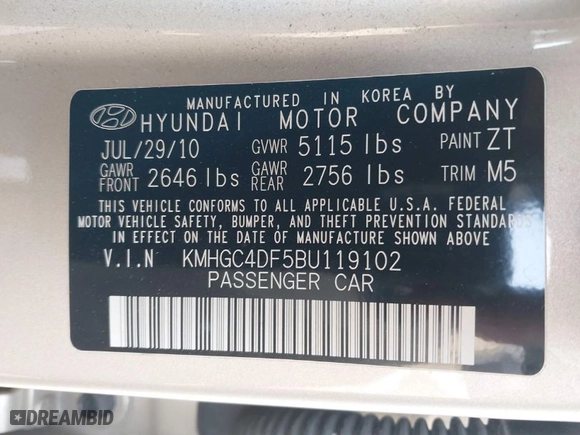 MANUFACTURED IN KOREA BY
HYUNDAI MOTOR COMPANY
JUL/29/10 GVWR 5115 lbs PAINT ZT
GAWR FRONT 2646 lbs GAWR REAR 2756 lbs TRIM M5
THIS VEHICLE CONFORMS TO ALL APPLICABLE U.S.A. FEDERAL
MOTOR VEHICLE SAFETY, BUMPER, AND THEFT PREVENTION STANDARDS
IN EFFECT ON THE DATE OF MANUFACTURE SHOWN ABOVE
V.I.N KMHGC4DF5BU119102
PASSENGER CAR
DREAMBID